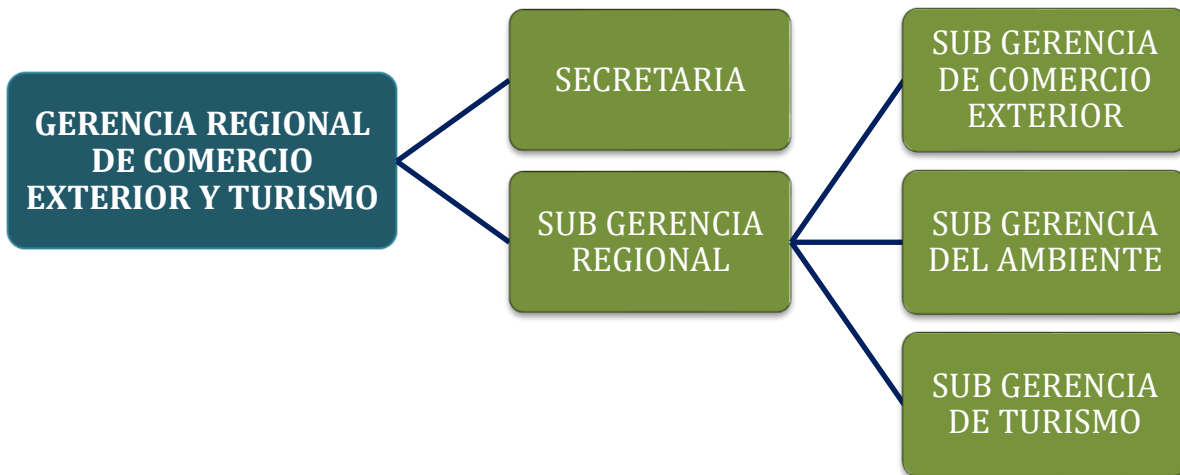 GERENCIA REGIONAL
DE COMERCIO
EXTERIOR Y TURISMO
SECRETARIA
SUB GERENCIA
REGIONAL
SUB GERENCIA
DE COMERCIO
EXTERIOR
SUB GERENCIA
DEL AMBIENTE
SUB GERENCIA
DE TURISMO